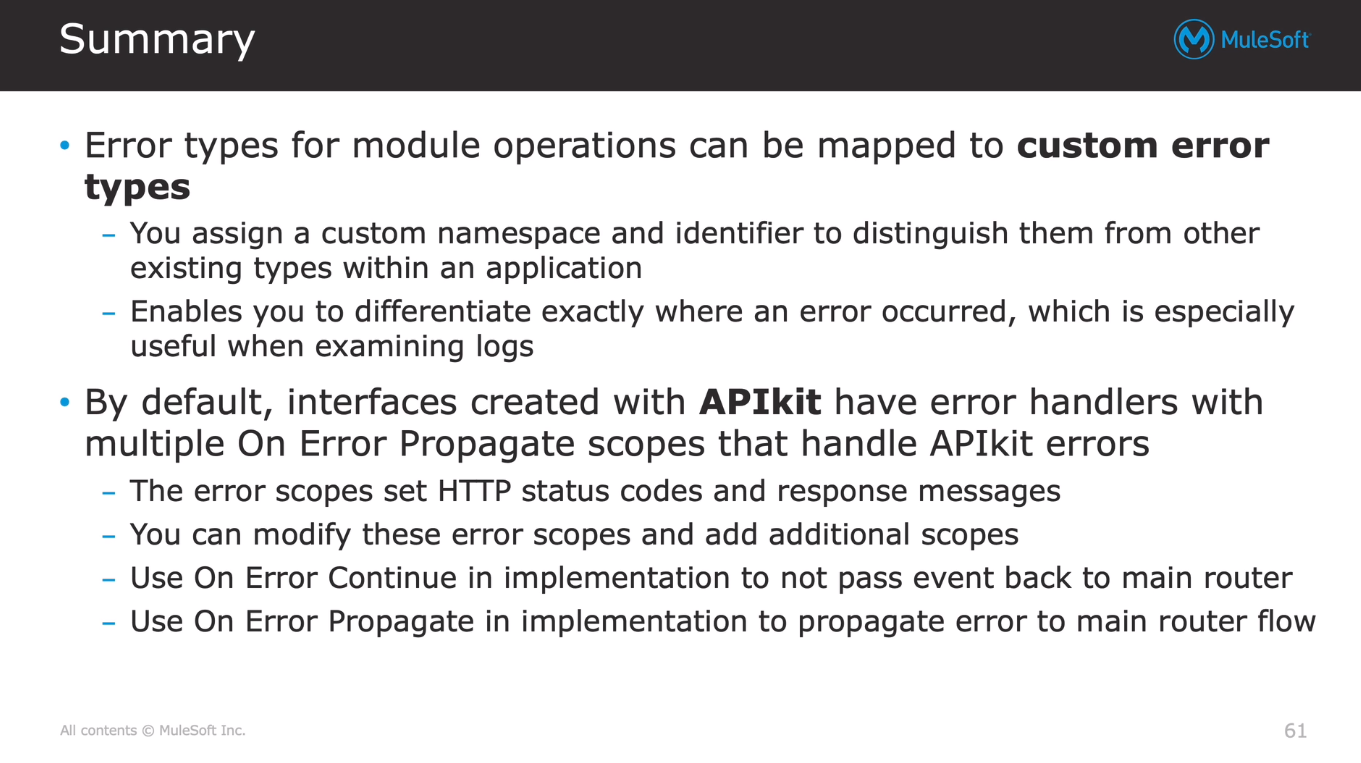 Summary
MuleSoft
• Error types for module operations can be mapped to custom error
types
– You assign a custom namespace and identifier to distinguish them from other
existing types within an application
– Enables you to differentiate exactly where an error occurred, which is especially
useful when examining logs
• By default, interfaces created with APIkit have error handlers with
multiple On Error Propagate scopes that handle APIkit errors
– The error scopes set HTTP status codes and response messages
– You can modify these error scopes and add additional scopes
– Use On Error Continue in implementation to not pass event back to main router
– Use On Error Propagate in implementation to propagate error to main router flow
All contents © MuleSoft Inc.
61